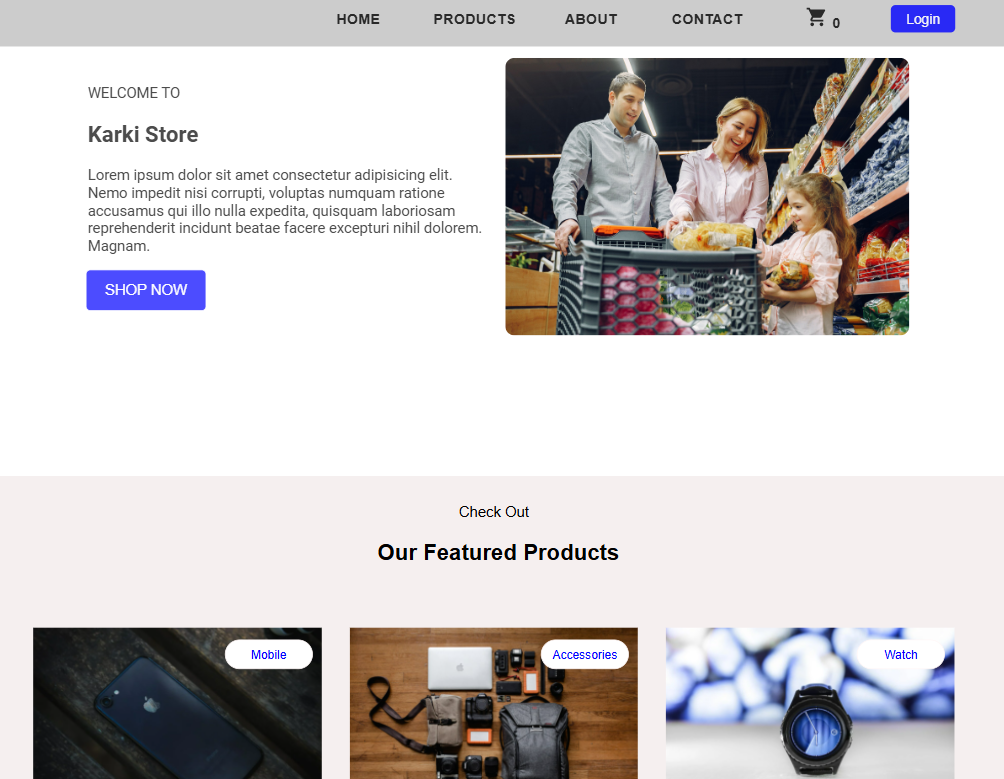 HOME PRODUCTS ABOUT CONTACT 0 Login
WELCOME TO
Karki Store
Lorem ipsum dolor sit amet consectetur adipisicing elit.
Nemo impedit nisi corrupti, voluptas numquam ratione
accusamus qui illo nulla expedita, quisquam laboriosam
reprehenderit incidunt beatae facere excepturi nihil dolorem.
Magnam.
SHOP NOW
Check Out
Our Featured Products
Mobile
Accessories
Watch